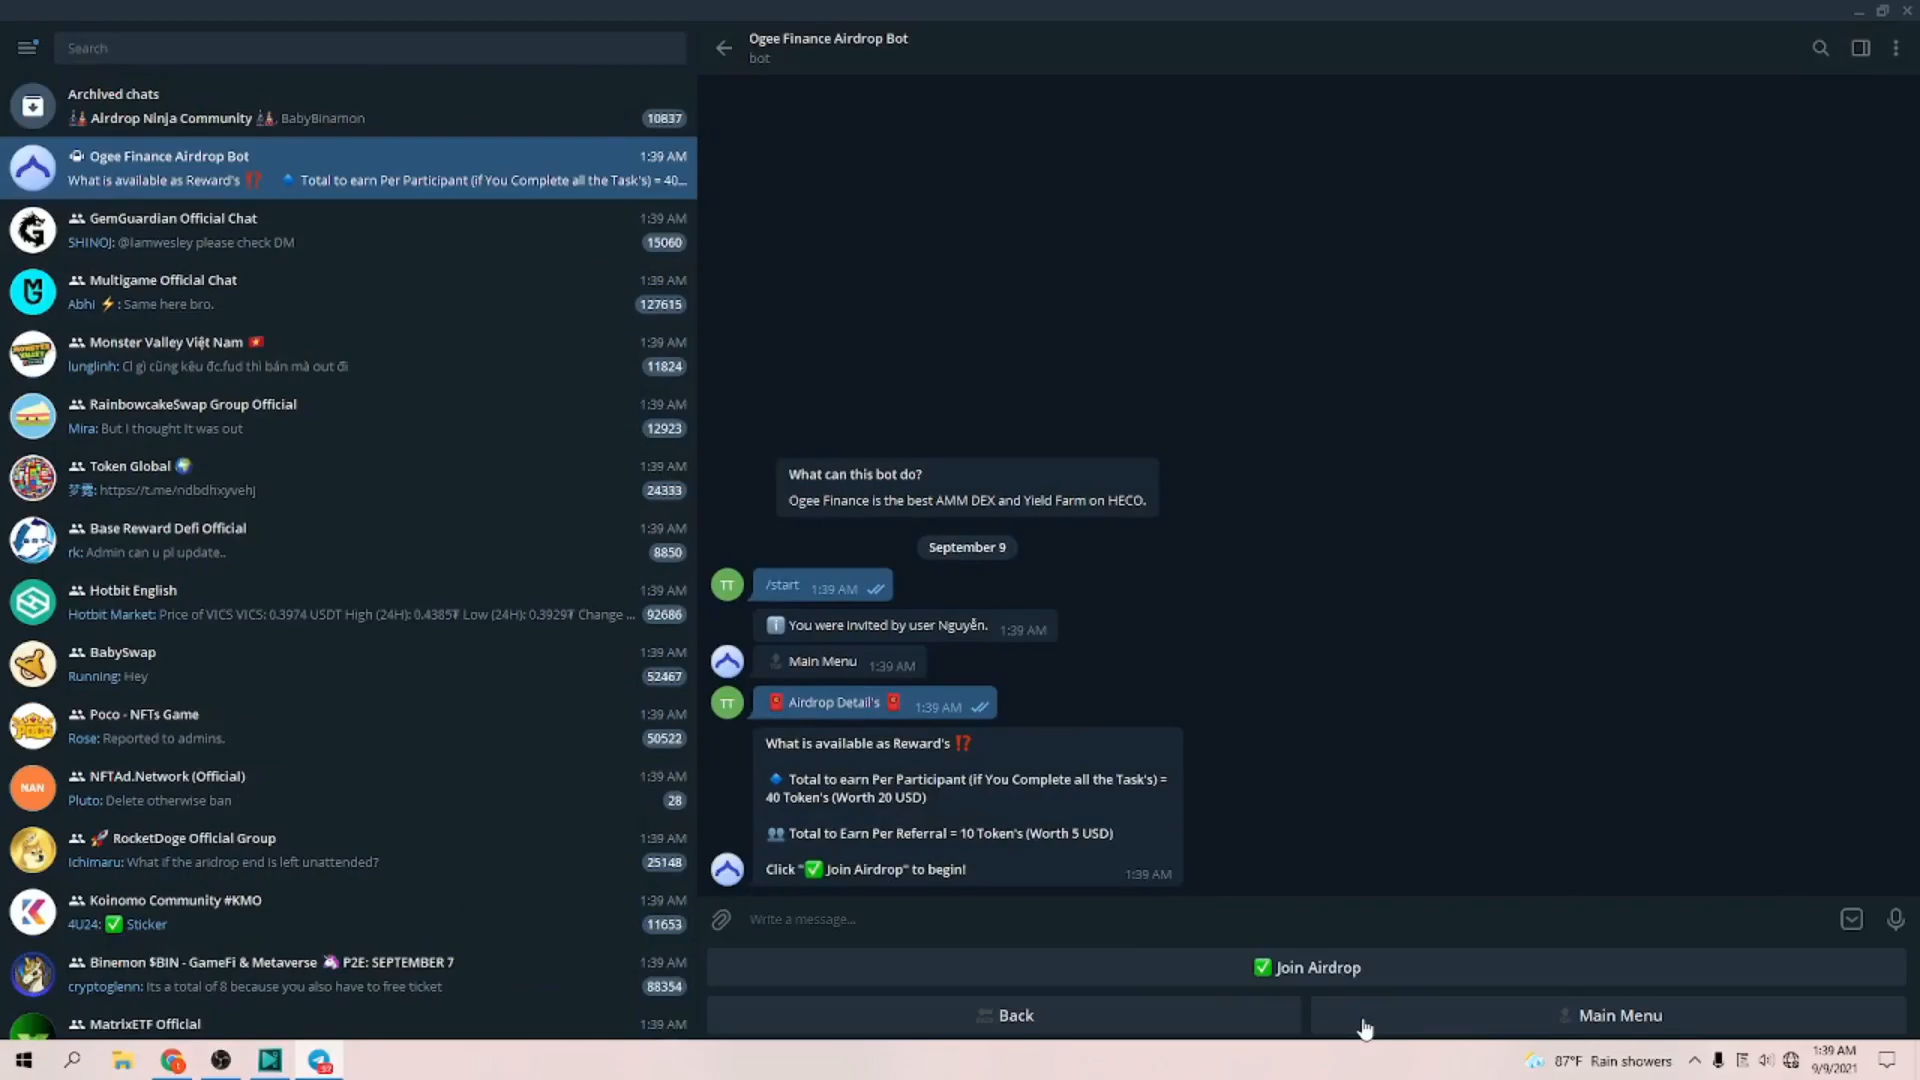 Search
Archived chats
Airdrop Ninja Community, BabyBinamon
10837
Ogee Finance Airdrop Bot
1:39 AM
What is available as Reward's ⁉️ 🔹 Total to earn Per Participant (if You Complete all the Task's) = 40...
GemGuardian Official Chat
1:39 AM
SHINOJ: @Iamwesley please check DM
15060
Multigame Official Chat
1:39 AM
Abhi ⚡: Same here bro.
127615
Monster Valley Việt Nam 🇻🇳
1:39 AM
lunglinh: Cỉ gì cũng kêu đc.fud thì bán mà out đi
11824
RainbowcakeSwap Group Official
1:39 AM
Mira: But I thought It was out
12923
Token Global 🌍
1:39 AM
梦露: https://t.me/ndbdhxyvehj
24333
Base Reward Defi Official
1:39 AM
rk: Admin can u pl update..
8850
Hotbit English
1:39 AM
Hotbit Market: Price of VICS VICS: 0.3974 USDT High (24H): 0.4385₮ Low (24H): 0.3929₮ Change ...
92686
BabySwap
1:39 AM
Running: Hey
52467
Poco - NFTs Game
1:39 AM
Rose: Reported to admins.
50522
NAN
NFTAd.Network (Official)
1:39 AM
Pluto: Delete otherwise ban
28
🚀 RocketDoge Official Group
1:39 AM
Ichimaru: What if the aridrop end is left unattended?
25148
Koinomo Community #KMO
1:39 AM
4U24: ✅ Sticker
11653
Binemon $BIN - GameFi & Metaverse 🦄 P2E: SEPTEMBER 7
1:39 AM
cryptoglenn: Its a total of 8 because you also have to free ticket
88354
MatrixETF Official
1:39 AM
Ogee Finance Airdrop Bot
bot
What can this bot do?
Ogee Finance is the best AMM DEX and Yield Farm on HECO.
September 9
TT
/start 1:39 AM
ℹ️ You were invited by user Nguyễn. 1:39 AM
Main Menu 1:39 AM
TT
Airdrop Detail's 1:39 AM
What is available as Reward's ⁉️
🔹 Total to earn Per Participant (if You Complete all the Task's) =
40 Token's (Worth 20 USD)
👥 Total to Earn Per Referral = 10 Token's (Worth 5 USD)
Click "✅ Join Airdrop" to begin!
1:39 AM
Write a message...
✅ Join Airdrop
Back
Main Menu
87°F Rain showers
1:39 AM
9/9/2021